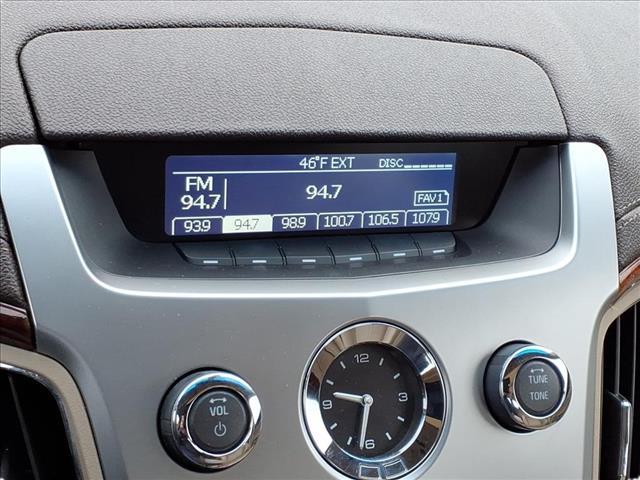 46°F EXT DISC
FM
94.7 94.7
FAV1
93.9 94.7 98.9 100.7 106.5 107.9
VOL
12
3
6
9
TUNE
TONE